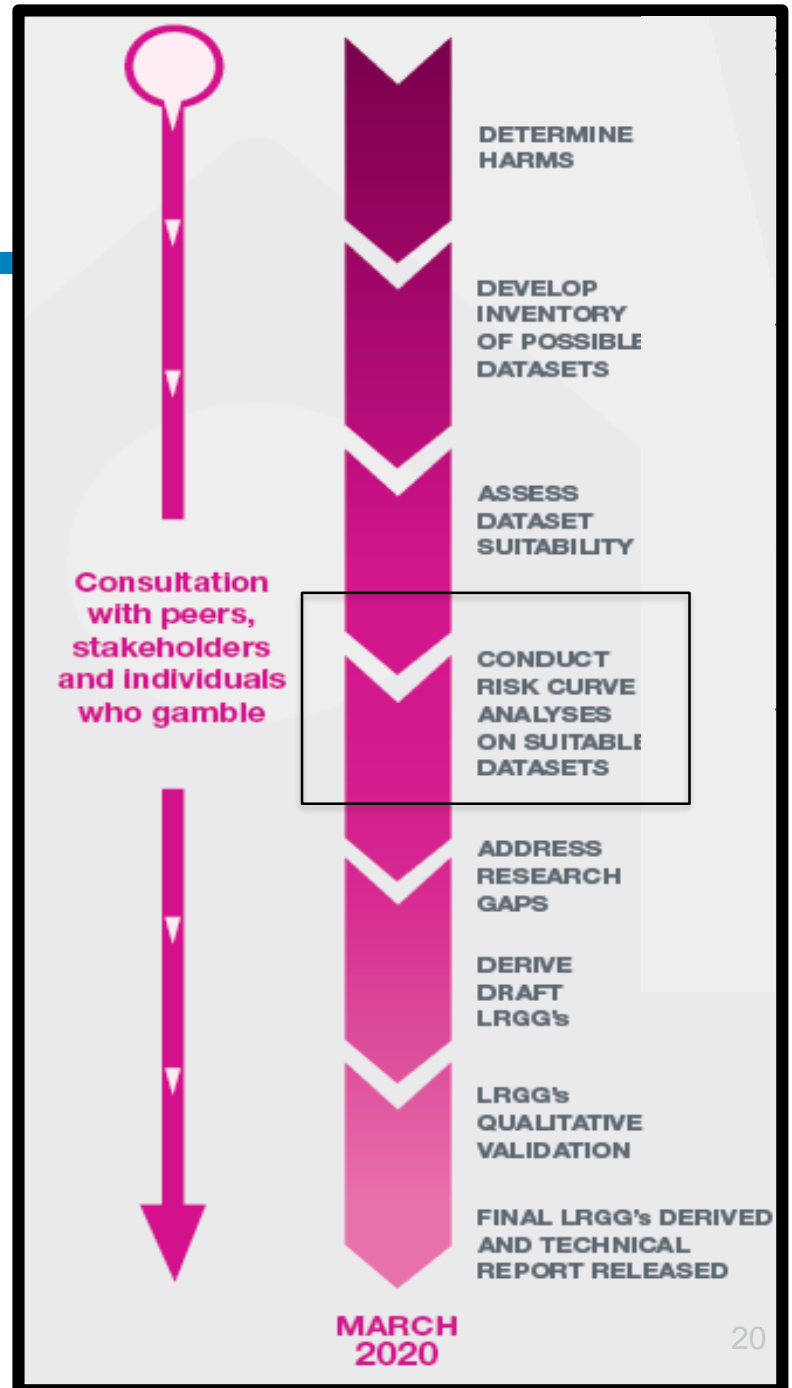 DETERMINE
HARMS
DEVELOP
INVENTORY
OF POSSIBLE
DATASETS
ASSESS
DATASET
SUITABILITY
Consultation
with peers,
stakeholders
and individuals
who gamble
CONDUCT
RISK CURVE
ANALYSES
ON SUITABLE
DATASETS
ADDRESS
RESEARCH
GAPS
DERIVE
DRAFT
LRGG's
LRGG's
QUALITATIVE
VALIDATION
FINAL LRGG's DERIVED
AND TECHNICAL
REPORT RELEASED
MARCH
2020
20